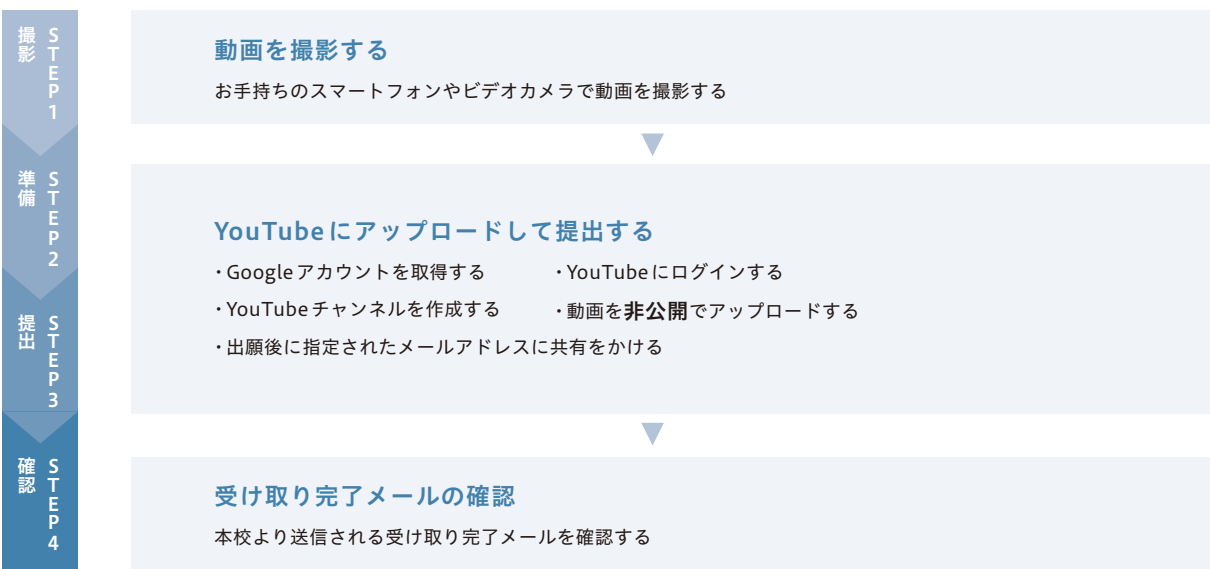 STEP1
撮影
動画を撮影する
お手持ちのスマートフォンやビデオカメラで動画を撮影する
STEP2
準備
YouTubeにアップロードして提出する
・Googleアカウントを取得する
・YouTubeにログインする
・YouTubeチャンネルを作成する
・動画を非公開でアップロードする
・出願後に指定されたメールアドレスに共有をかける
STEP3
提出
STEP4
確認
受け取り完了メールの確認
本校より送信される受け取り完了メールを確認する